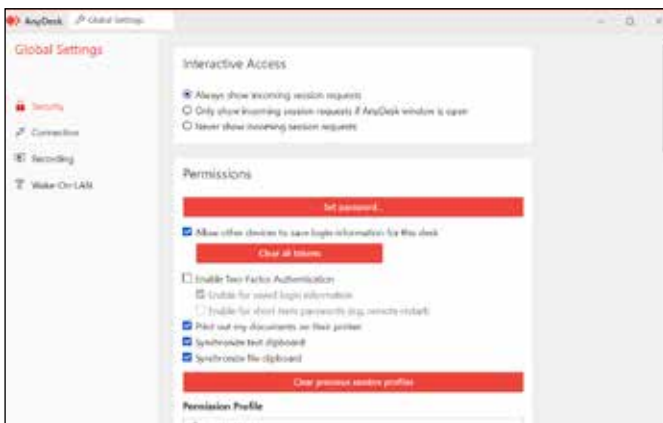 AnyDesk
Global Settings
Global Settings
Security
Connection
Recording
Wake-On-LAN
Interactive Access
Always show incoming session requests
Only show incoming session requests if AnyDesk window is open
Never show incoming session requests
Permissions
Set password...
Allow other devices to save login information for this desk
Clear all tokens
Enable Two-Factor Authentication
Enable for saved login information
Enable for short-term passwords (e.g. remote restart)
Print out my documents on their printer
Synchronize text clipboard
Synchronize file clipboard
Clear previous session profiles
Permission Profile